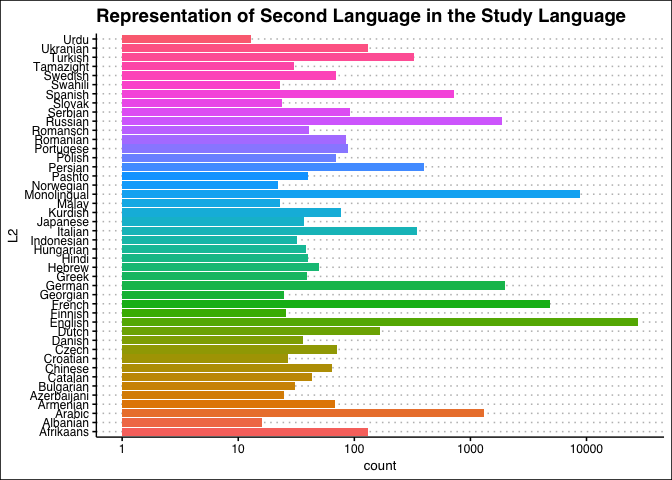 Representation of Second Language in the Study Language
Urdu
Ukranian
Turkish
Tamazight
Swedish
Swahili
Spanish
Slovak
Serbian
Russian
Romansch
Romanian
Portugese
Polish
Persian
Pashto
Norwegian
Monolingual
Malay
Kurdish
Japanese
Italian
Indonesian
Hungarian
Hindi
Hebrew
Greek
German
Georgian
French
Finnish
English
Dutch
Danish
Czech
Croatian
Chinese
Catalan
Bulgarian
Azerbaijani
Armenian
Arabic
Albanian
Afrikaans
L2
1 10 100 1000 10000
count